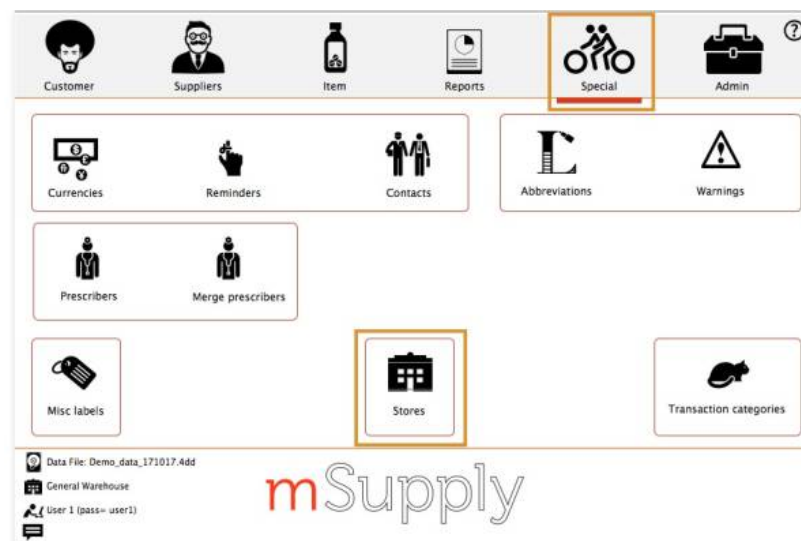 ?
Customer
Suppliers
Item
Reports
Special
Admin
Currencies
Reminders
Contacts
Abbreviations
Warnings
Prescribers
Merge prescribers
Misc labels
Stores
Transaction categories
Data File: Demo_data_171017.4dd
General Warehouse
User 1 (pass= user1)
mSupply